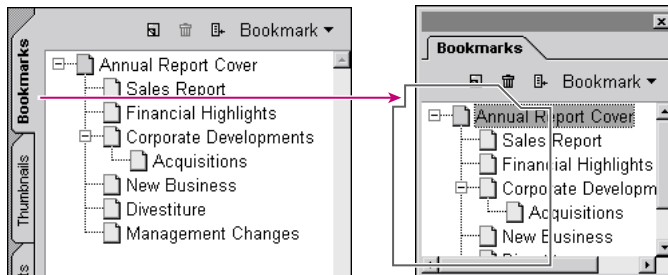 Bookmark
Bookmarks
Thumbnails
Annual Report Cover
Sales Report
Financial Highlights
Corporate Developments
Acquisitions
New Business
Divestiture
Management Changes
Bookmarks
Bookmark
Annual Report Cover
Sales Report
Financial Highlights
Corporate Developm
Acquisitions
New Business